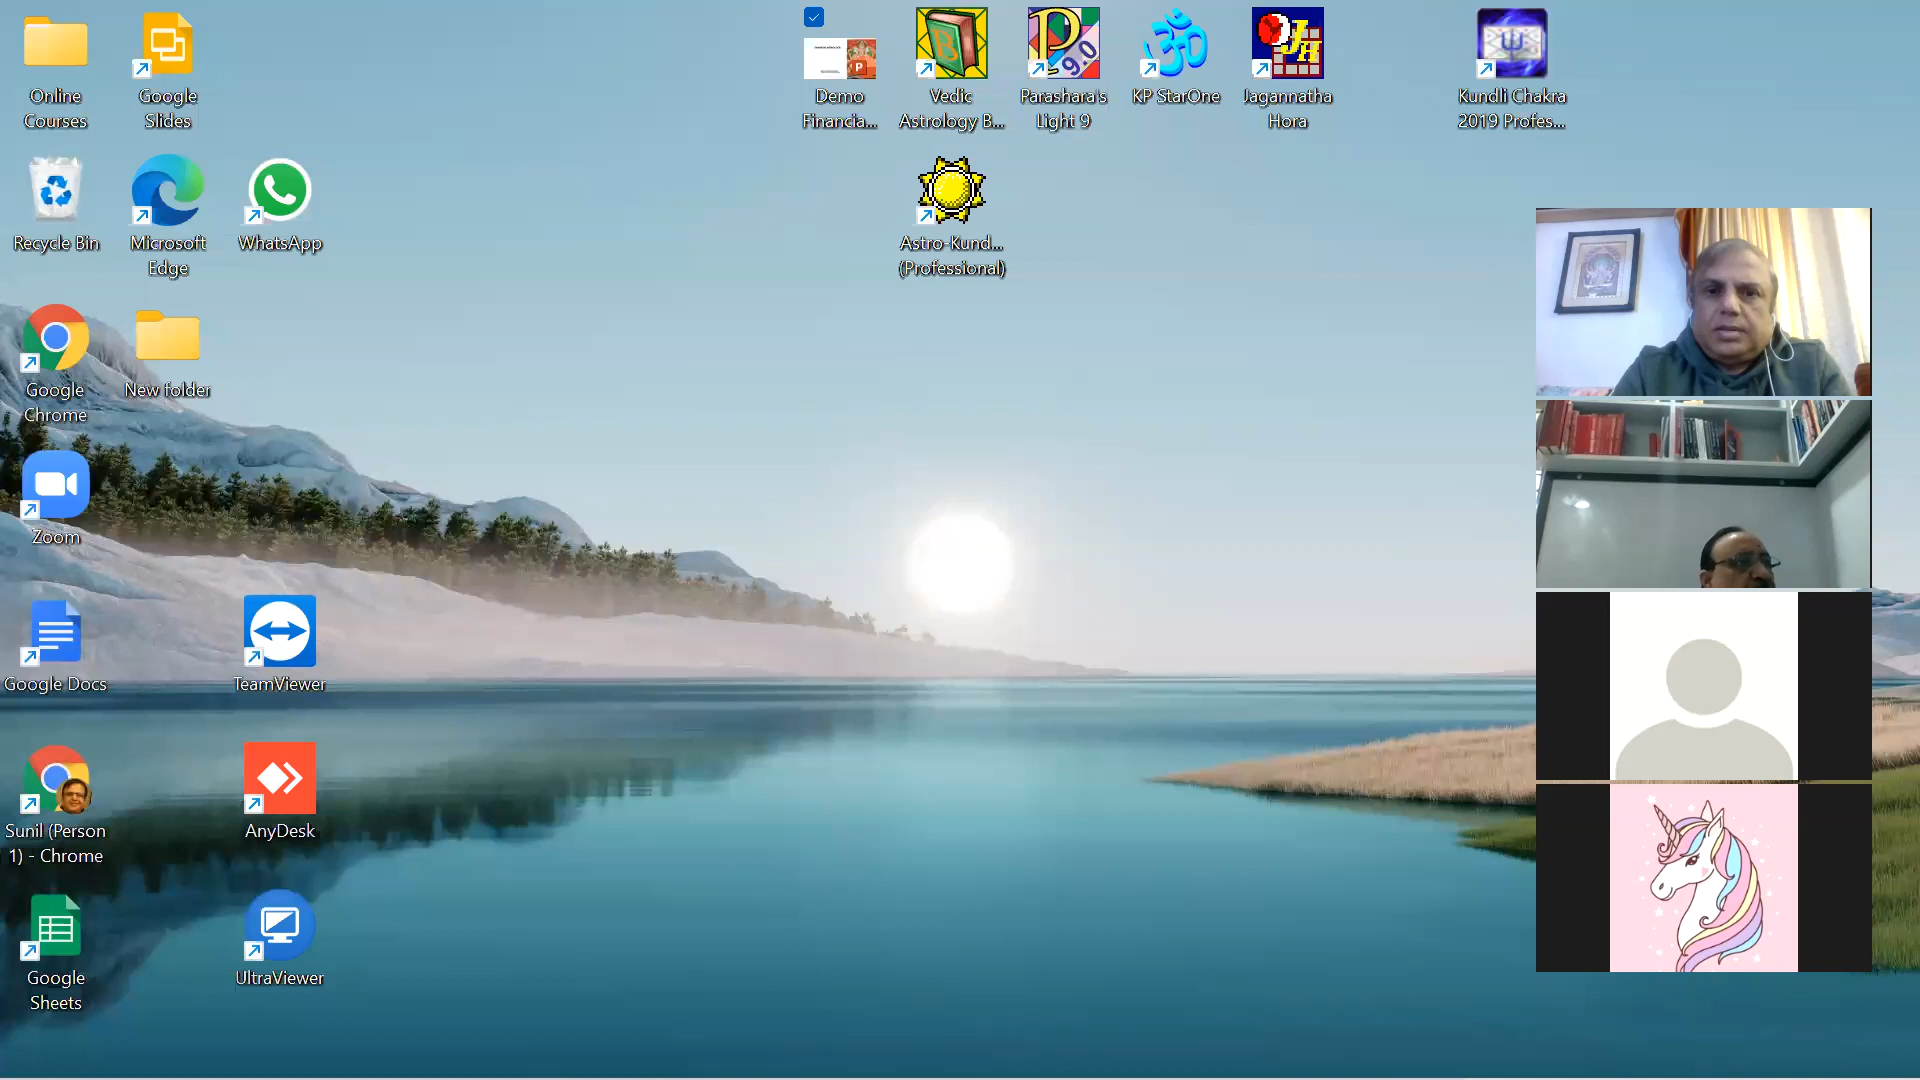 Online
Courses
Google
Slides
Demo
Financia...
Vedic
Astrology B...
Parashara's
Light 9
KP StarOne
Jagannatha
Hora
Kundli Chakra
2019 Profes...
Recycle Bin
Microsoft
Edge
WhatsApp
Astro-Kund...
(Professional)
Google
Chrome
New folder
Zoom
Google Docs
TeamViewer
Sunil (Person
1) - Chrome
AnyDesk
Google
Sheets
UltraViewer